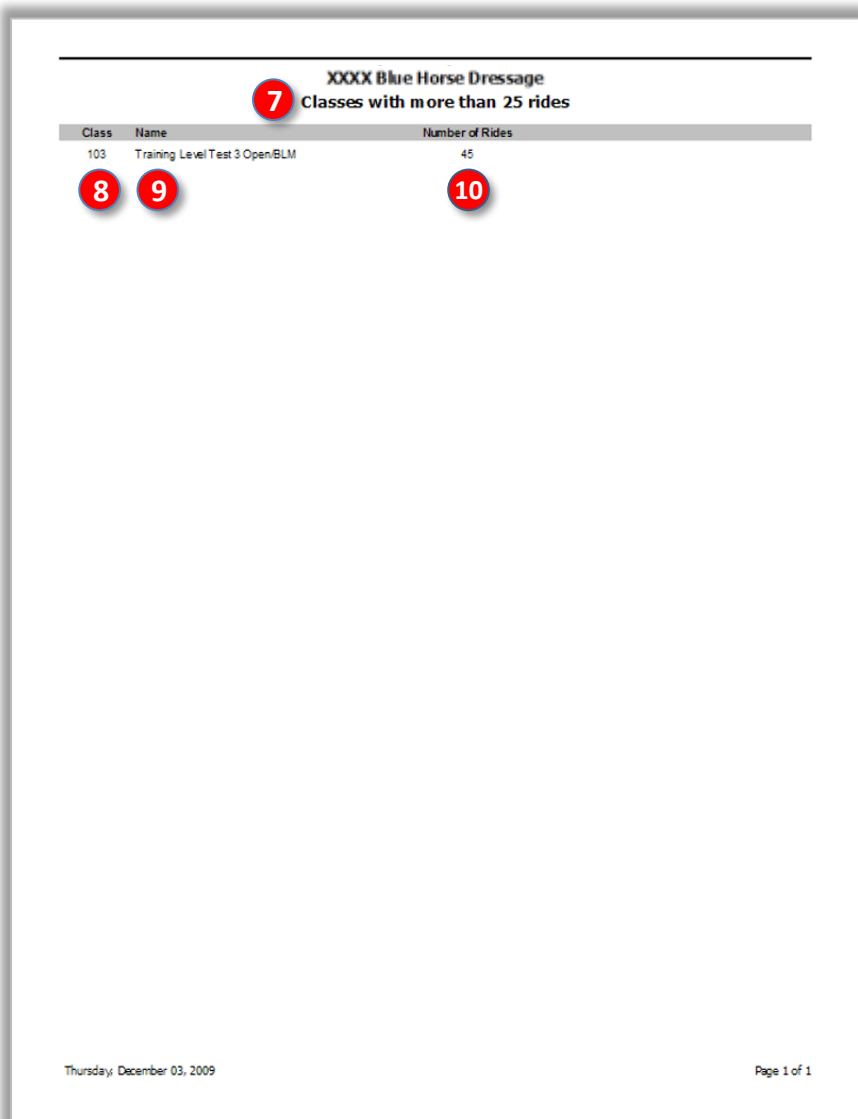 XXXX Blue Horse Dressage
7 Classes with more than 25 rides
Class Name Number of Rides
103 Training Level Test 3 Open/BLM 45
8 9 10
Thursday, December 03, 2009 Page 1 of 1